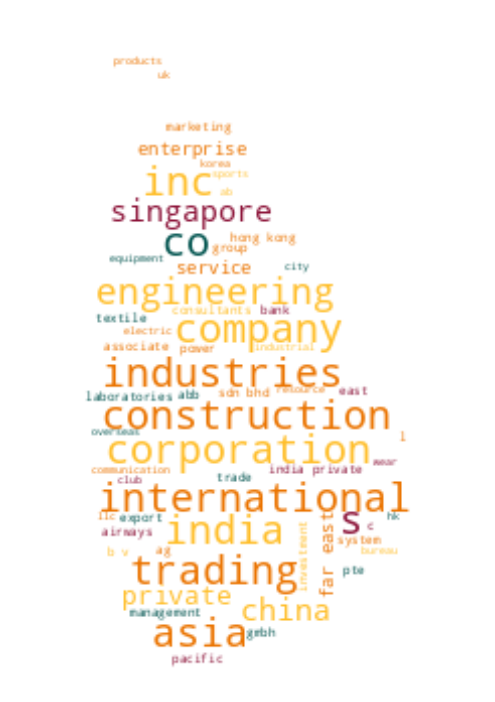 products
uk
marketing
enterprise
korea
inc sports
ab
singapore
co hong kong
group
equipment
service city
engineering
consultants bank
textile company
electric
associate power industrial
industries
laboratories abb sdn bhd resource east
construction
overseas l
corporation
wear
communication india private
club trade
international
llc export india s c hk
airways
investment
far east
system
b v ag bureau
trading pte
private
management china
asia gmbh
pacific